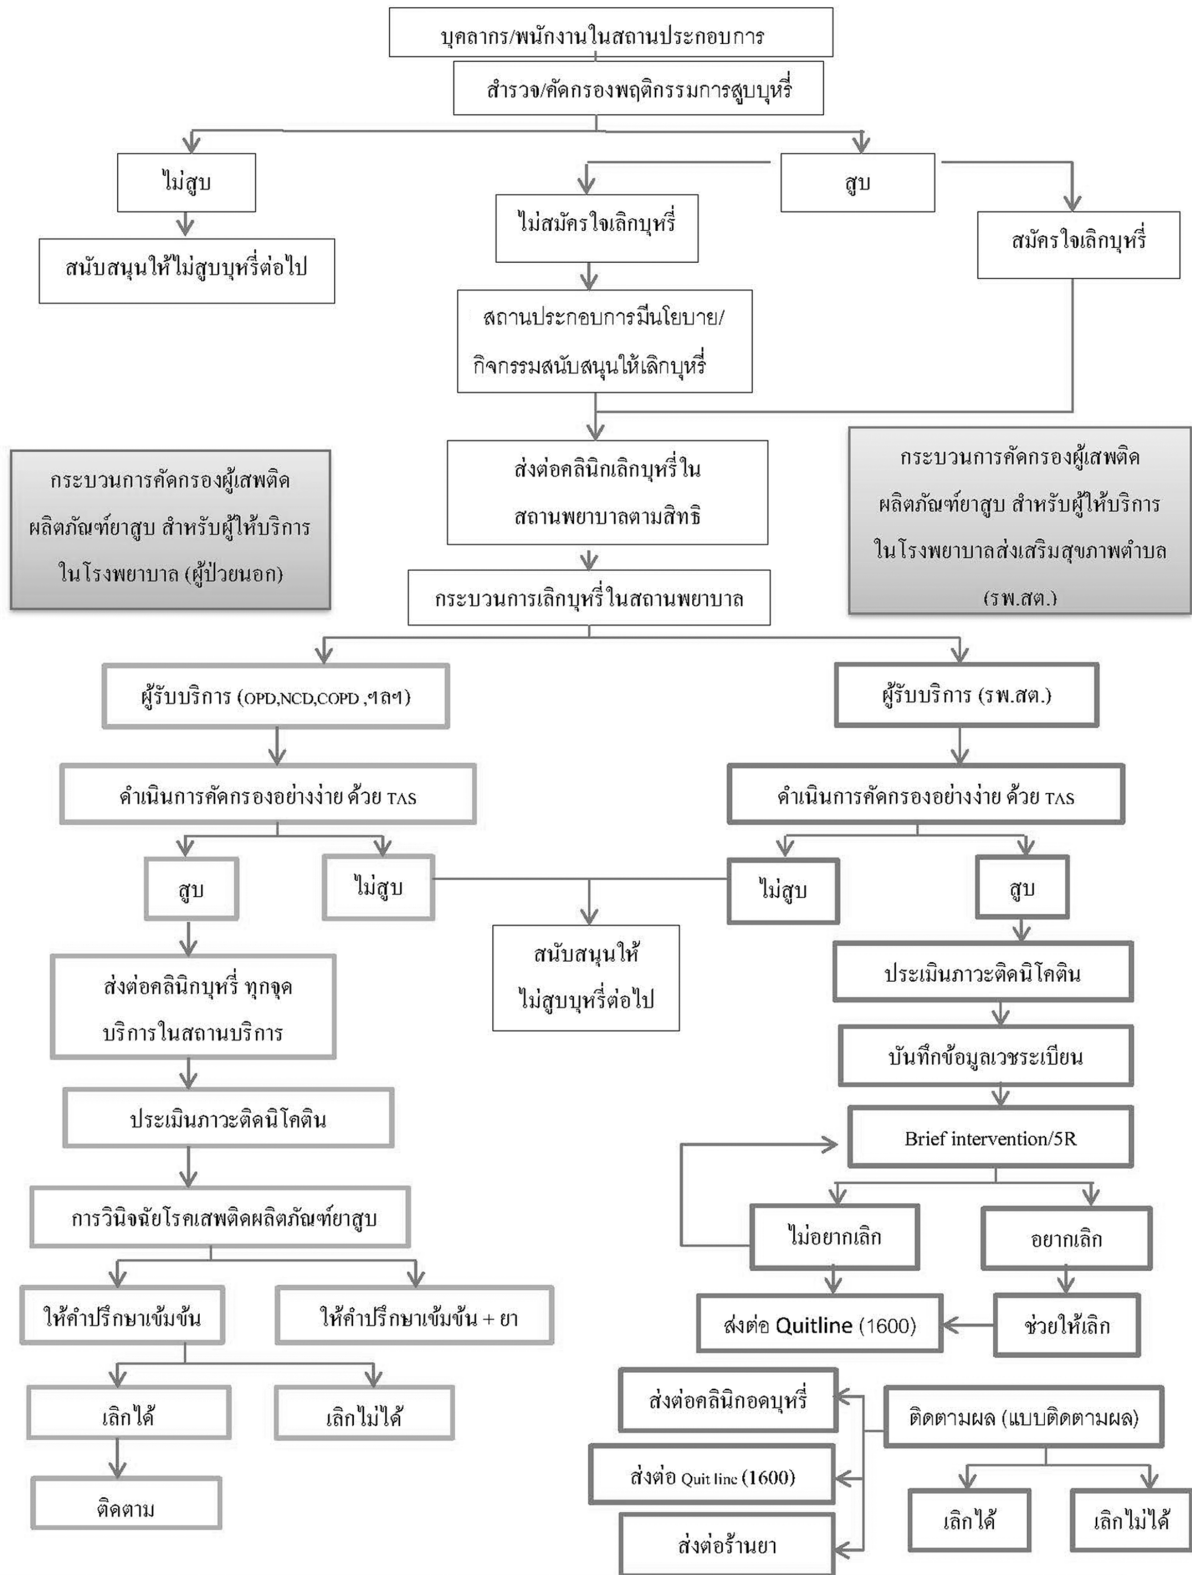 บุคลากร/พนักงานในสถานประกอบการ
สำรวจ/คัดกรองพฤติกรรมการสูบบุหรี่
ไม่สูบ
สูบ
ไม่สมัครใจเลิกบุหรี่
สมัครใจเลิกบุหรี่
สนับสนุนให้ไม่สูบบุหรี่ต่อไป
สถานประกอบการมีนโยบาย/
กิจกรรมสนับสนุนให้เลิกบุหรี่
กระบวนการคัดกรองผู้เสพติด
ผลิตภัณฑ์ยาสูบ สำหรับผู้ให้บริการ
ในโรงพยาบาล (ผู้ป่วยนอก)
ส่งต่อคลินิกเลิกบุหรี่ใน
สถานพยาบาลตามสิทธิ
กระบวนการคัดกรองผู้เสพติด
ผลิตภัณฑ์ยาสูบ สำหรับผู้ให้บริการ
ในโรงพยาบาลส่งเสริมสุขภาพตำบล
(รพ.สต.)
กระบวนการเลิกบุหรี่ในสถานพยาบาล
ผู้รับบริการ (OPD,NCD,COPD ,ฯลฯ)
ผู้รับบริการ (รพ.สต.)
ดำเนินการคัดกรองอย่างง่าย ด้วย TAS
ดำเนินการคัดกรองอย่างง่าย ด้วย TAS
สูบ
ไม่สูบ
ไม่สูบ
สูบ
สนับสนุนให้
ไม่สูบบุหรี่ต่อไป
ส่งต่อคลินิกบุหรี่ ทุกจุด
บริการในสถานบริการ
ประเมินภาวะติดนิโคติน
บันทึกข้อมูลเวชระเบียน
ประเมินภาวะติดนิโคติน
Brief intervention/5R
การวินิจฉัยโรคเสพติดผลิตภัณฑ์ยาสูบ
ไม่อยากเลิก
อยากเลิก
ให้คำปรึกษาเข้มข้น
ให้คำปรึกษาเข้มข้น + ยา
ส่งต่อ Quitline (1600)
ช่วยให้เลิก
เลิกได้
เลิกไม่ได้
ส่งต่อคลินิกอดบุหรี่
ติดตามผล (แบบติดตามผล)
ส่งต่อ Quit line (1600)
ติดตาม
เลิกได้
เลิกไม่ได้
ส่งต่อร้านยา